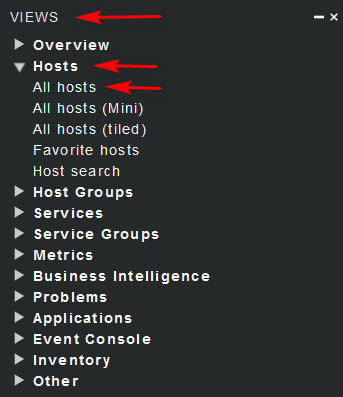 VIEWS
Overview
Hosts
All hosts
All hosts (Mini)
All hosts (tiled)
Favorite hosts
Host search
Host Groups
Services
Service Groups
Metrics
Business Intelligence
Problems
Applications
Event Console
Inventory
Other